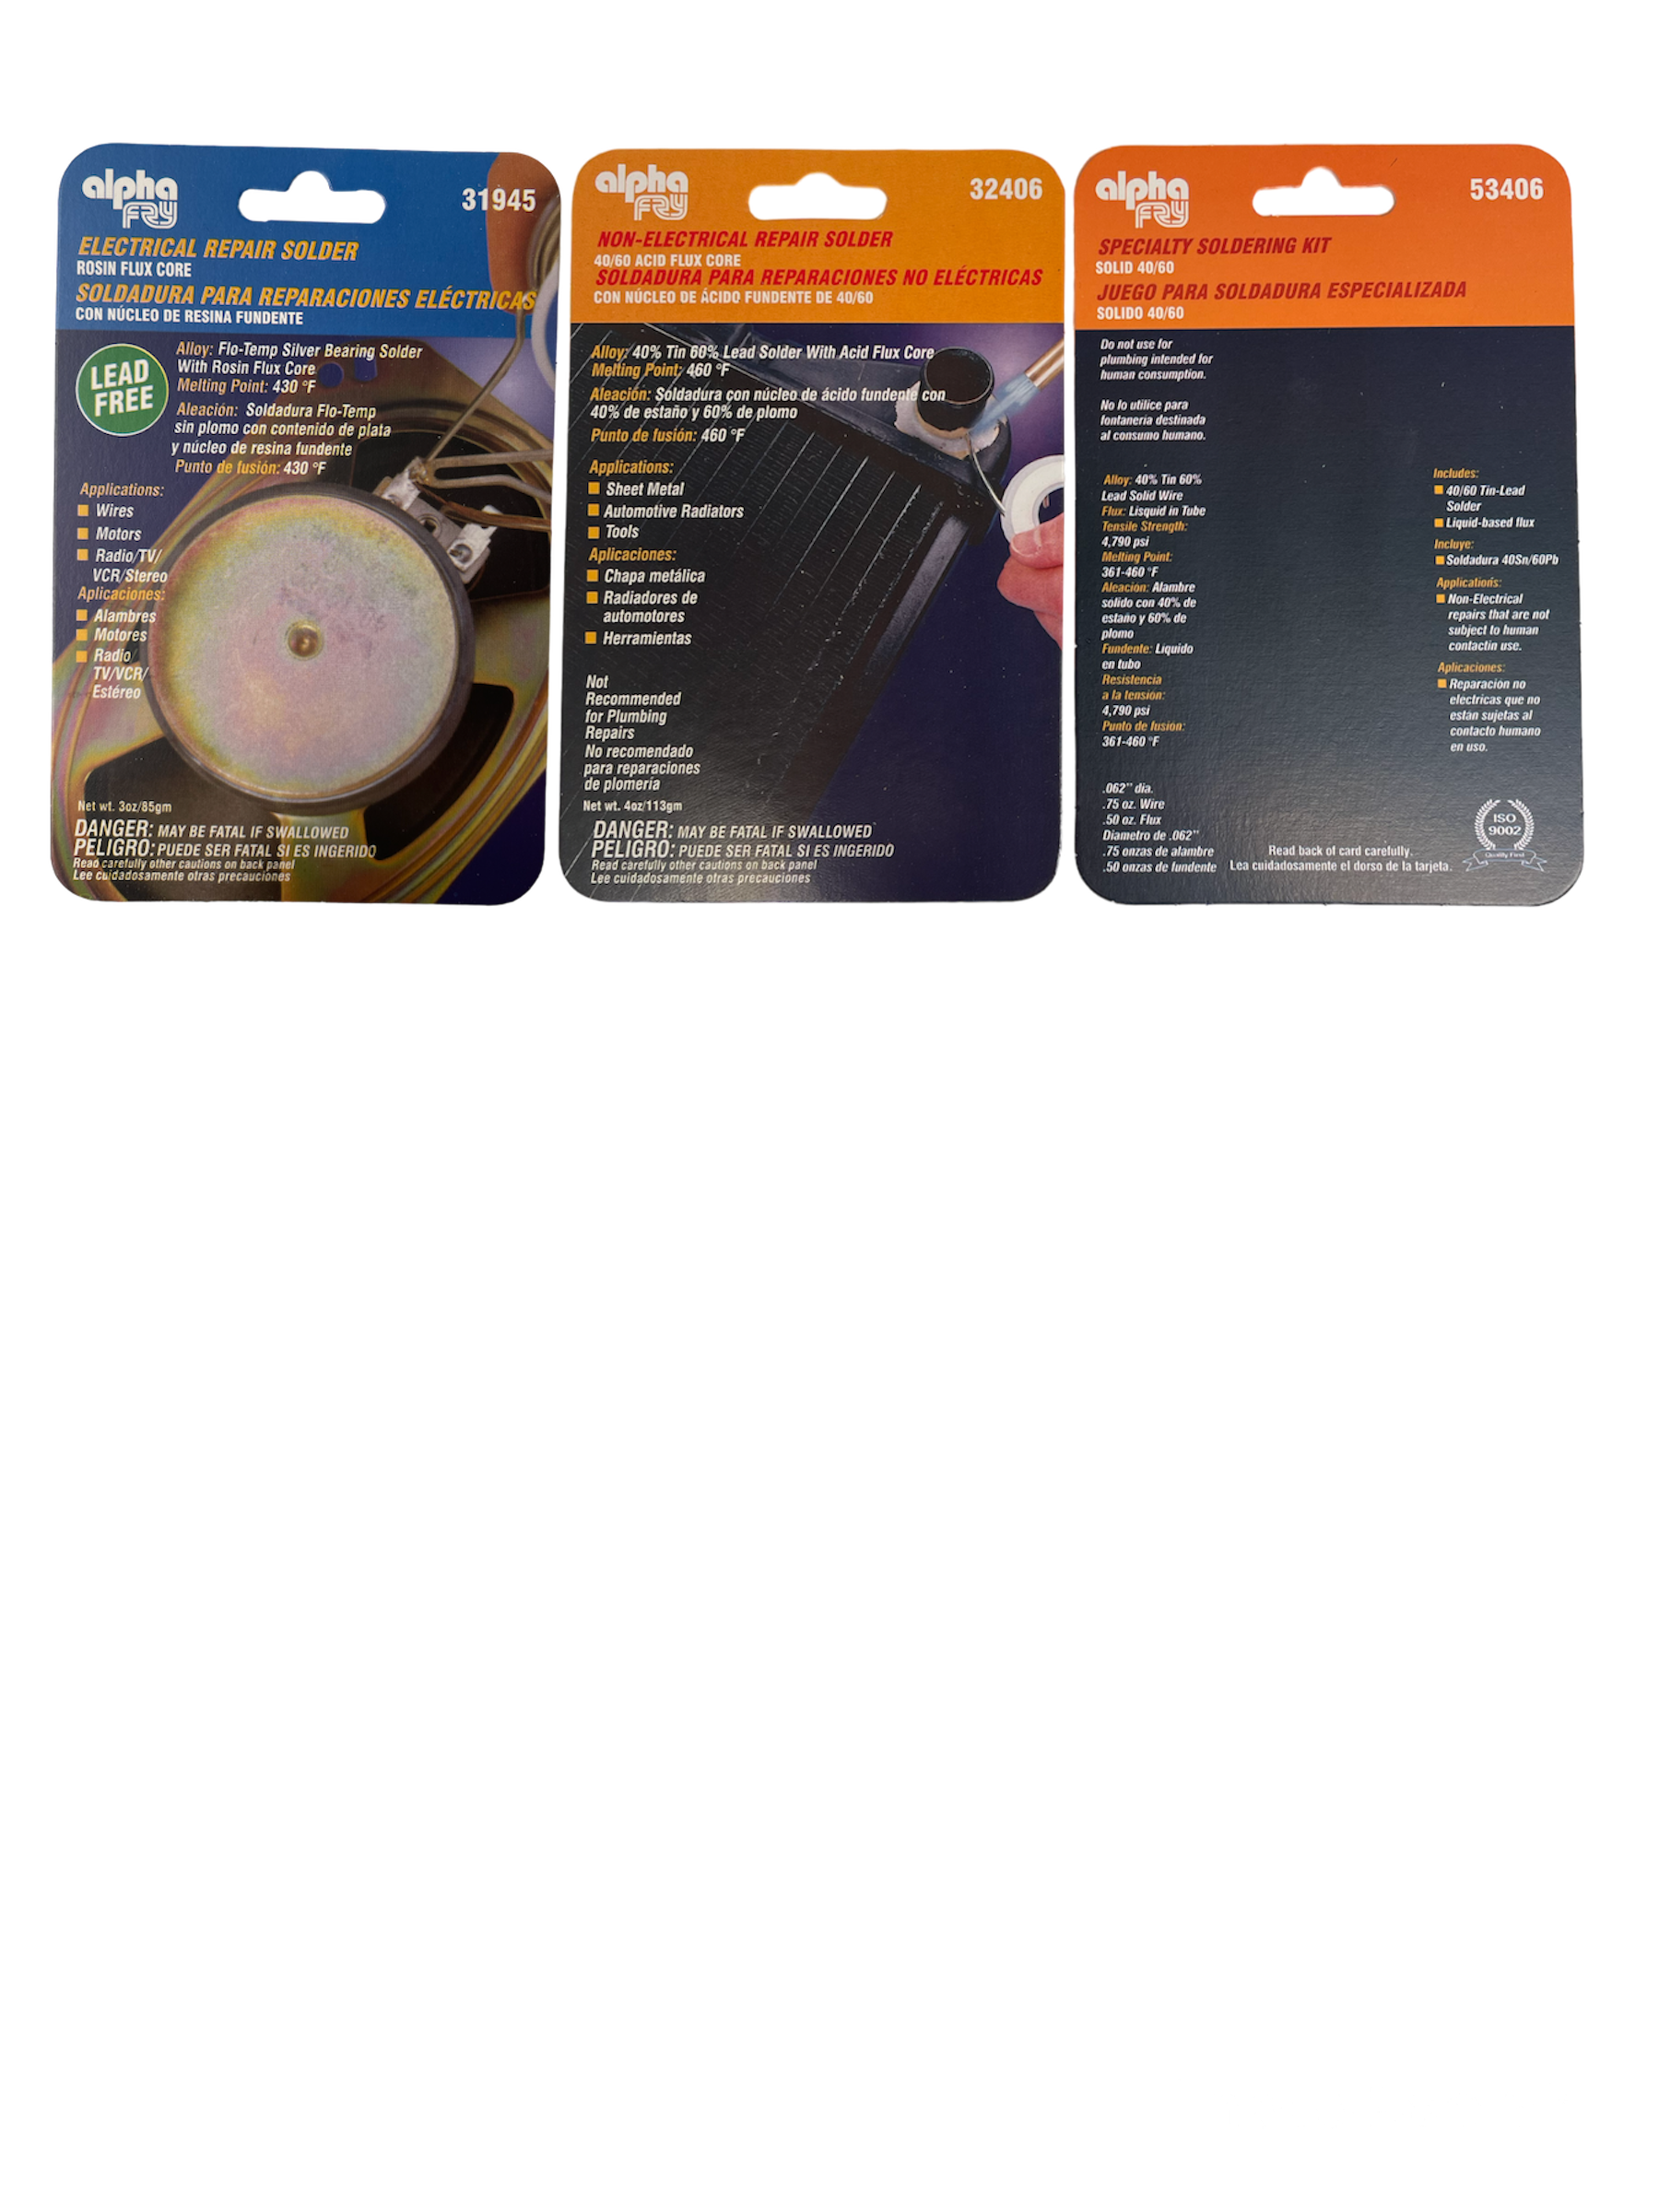 alpha
FRY
31945
ELECTRICAL REPAIR SOLDER
ROSIN FLUX CORE
SOLDADURA PARA REPARACIONES ELÉCTRICAS
CON NÚCLEO DE RESINA FUNDENTE
LEAD
FREE
Alloy: Flo-Temp Silver Bearing Solder
With Rosin Flux Core
Melting Point: 430 °F
Aleación: Soldadura Flo-Temp
sin plomo con contenido de plata
y núcleo de resina fundente
Punto de fusión: 430 °F
Applications:
Wires
Motors
Radio/TV/
VCR/Stereo
Aplicaciones:
Alambres
Motores
Radio/
TV/VCR/
Estéreo
Net wt. 3oz/85gm
DANGER: MAY BE FATAL IF SWALLOWED
PELIGRO: PUEDE SER FATAL SI ES INGERIDO
Read carefully other cautions on back panel
Lee cuidadosamente otras precauciones
alpha
FRY
32406
NON-ELECTRICAL REPAIR SOLDER
40/60 ACID FLUX CORE
SOLDADURA PARA REPARACIONES NO ELÉCTRICAS
CON NÚCLEO DE ÁCIDO FUNDENTE DE 40/60
Alloy: 40% Tin 60% Lead Solder With Acid Flux Core
Melting Point: 460 °F
Aleación: Soldadura con núcleo de ácido fundente con
40% de estaño y 60% de plomo
Punto de fusión: 460 °F
Applications:
Sheet Metal
Automotive Radiators
Tools
Aplicaciones:
Chapa metálica
Radiadores de
automotores
Herramientas
Not
Recommended
for Plumbing
Repairs
No recomendado
para reparaciones
de plomería
Net wt. 4oz/113gm
DANGER: MAY BE FATAL IF SWALLOWED
PELIGRO: PUEDE SER FATAL SI ES INGERIDO
Read carefully other cautions on back panel
Lee cuidadosamente otras precauciones
alpha
FRY
53406
SPECIALTY SOLDERING KIT
SOLID 40/60
JUEGO PARA SOLDADURA ESPECIALIZADA
SOLIDO 40/60
Do not use for
plumbing intended for
human consumption.
No lo utilice para
fontaneria destinada
al consumo humano.
Alloy: 40% Tin 60%
Lead Solid Wire
Flux: Lisquid in Tube
Tensile Strength:
4,790 psi
Melting Point:
361-460 °F
Aleación: Alambre
sólido con 40% de
estaño y 60% de
plomo
Fundente: Líquido
en tubo
Resistencia
a la tensión:
4,790 psi
Punto de fusión:
361-460 °F
.062" dia.
.75 oz. Wire
.50 oz. Flux
Diametro de .062"
.75 onzas de alambre
.50 onzas de fundente
Includes:
40/60 Tin-Lead
Solder
Liquid-based flux
Incluye:
Soldadura 40Sn/60Pb
Applications:
Non-Electrical
repairs that are not
subject to human
contactin use.
Aplicaciones:
Reparación no
electricas que no
están sujetas al
contacto humano
en uso.
ISO
9002
Quality First
Read back of card carefully.
Lea cuidadosamente el dorso de la tarjeta.